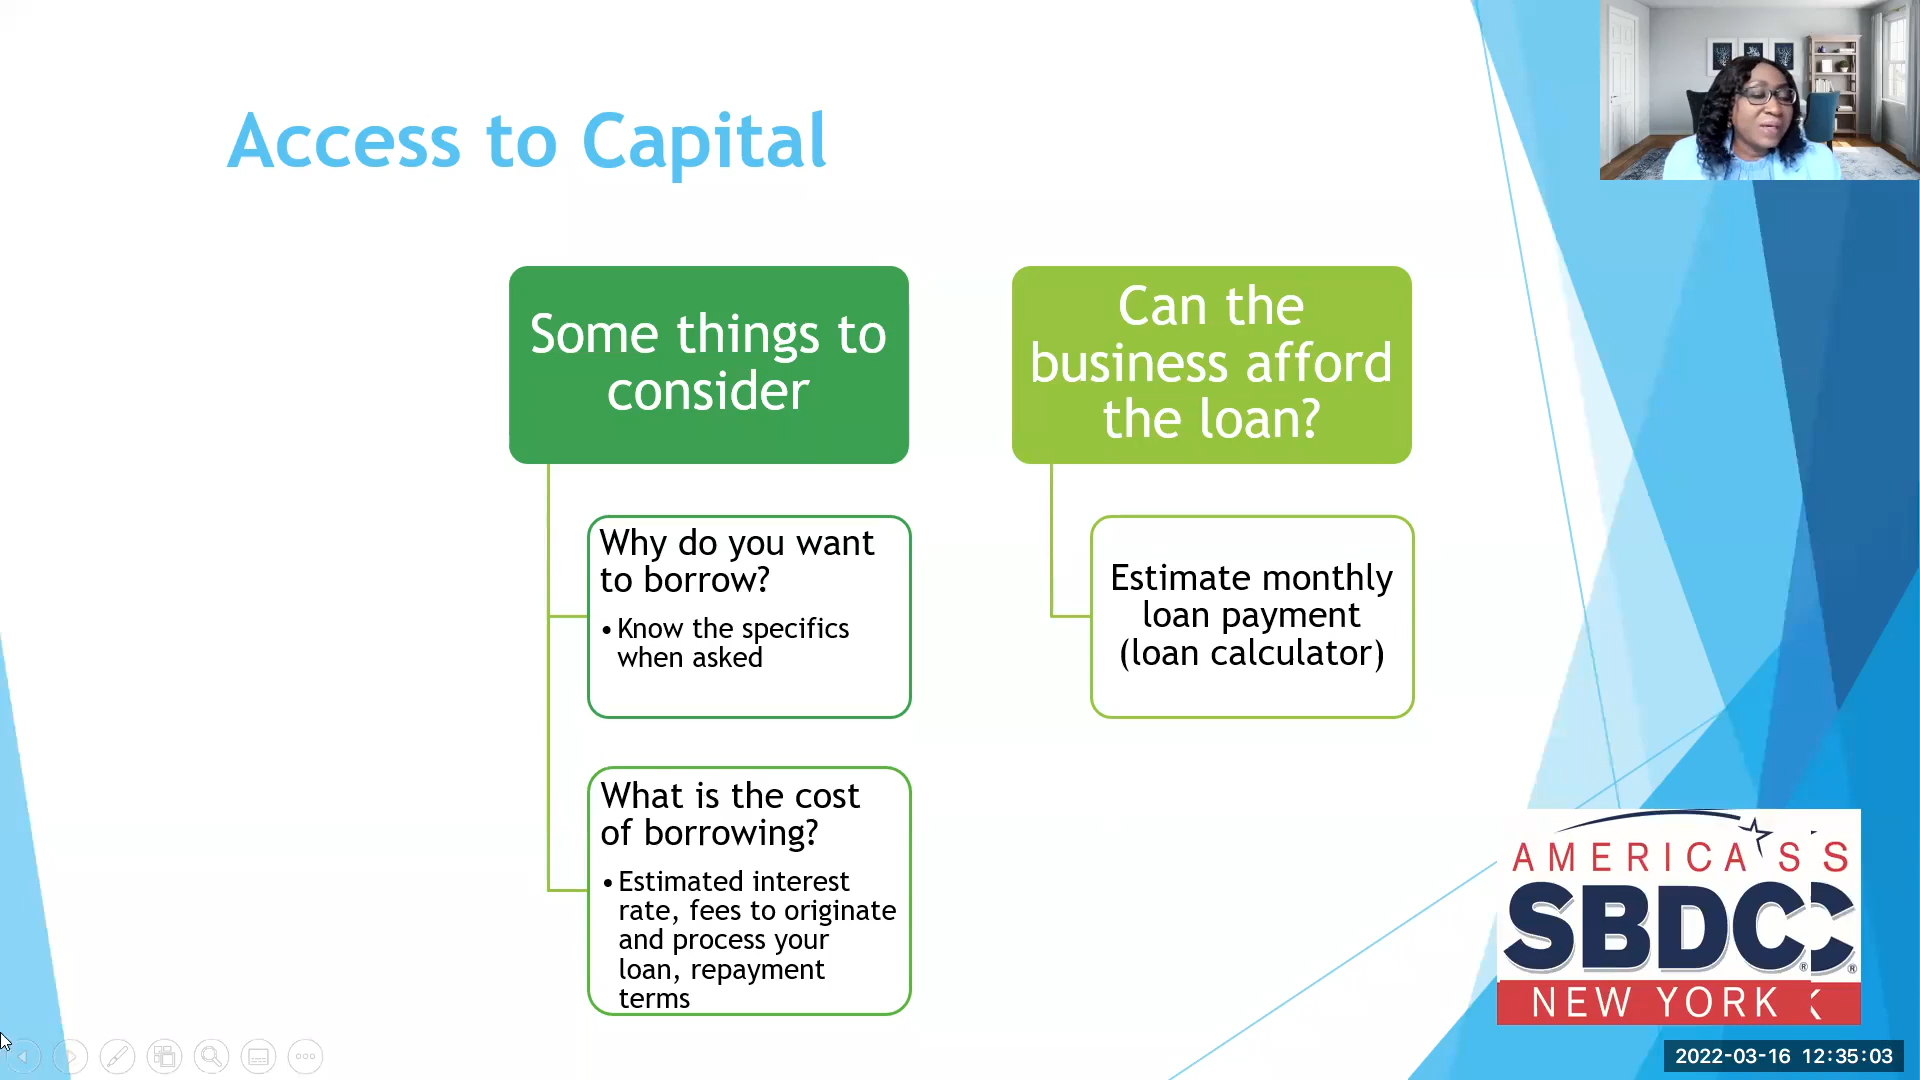 Access to Capital
Some things to
consider
Why do you want
to borrow?
• Know the specifics
when asked
What is the cost
of borrowing?
• Estimated interest
rate, fees to originate
and process your
loan, repayment
terms
Can the
business afford
the loan?
Estimate monthly
loan payment
(loan calculator)
AMERICA'S S
SBDC C
® ®
NEW YORK K
2022-03-16 12:35:03